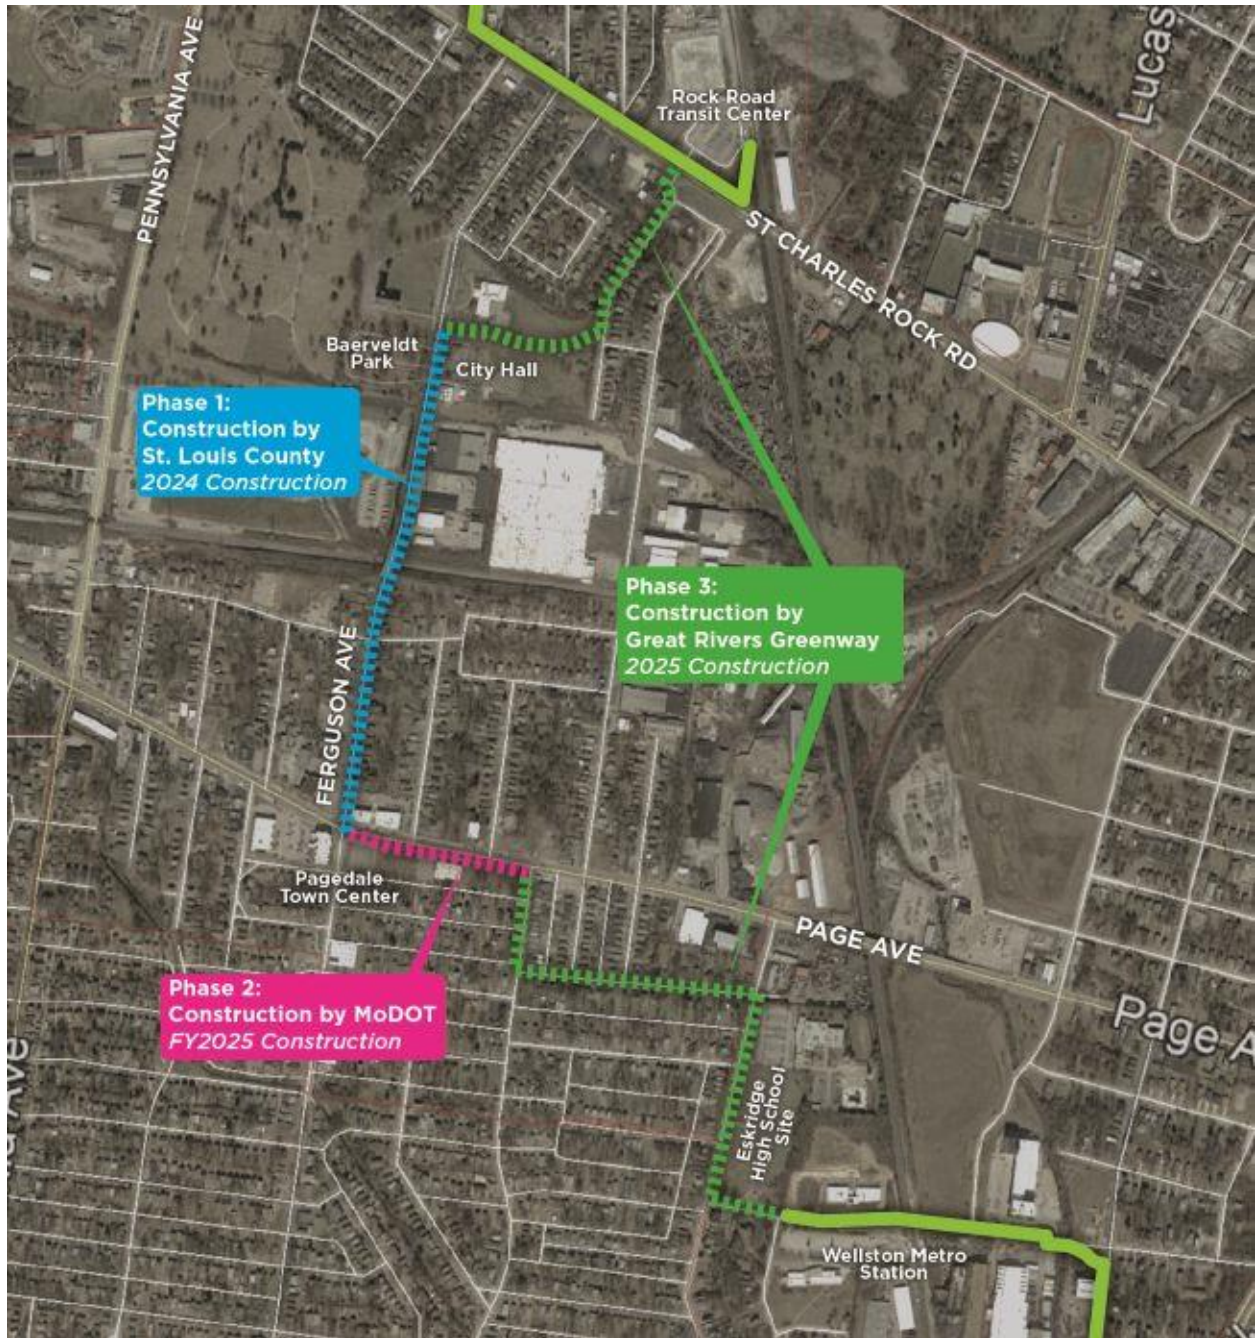 Lucas
PENNSYLVANIA AVE
Rock Road
Transit Center
ST CHARLES ROCK RD
Baerveldt
Park
City Hall
Phase 1:
Construction by
St. Louis County
2024 Construction
Phase 3:
Construction by
Great Rivers Greenway
2025 Construction
FERGUSON AVE
Pagedale
Town Center
PAGE AVE
Phase 2:
Construction by MoDOT
FY2025 Construction
Page A
Ave
Eskridge
High School
Site
Wellston Metro
Station